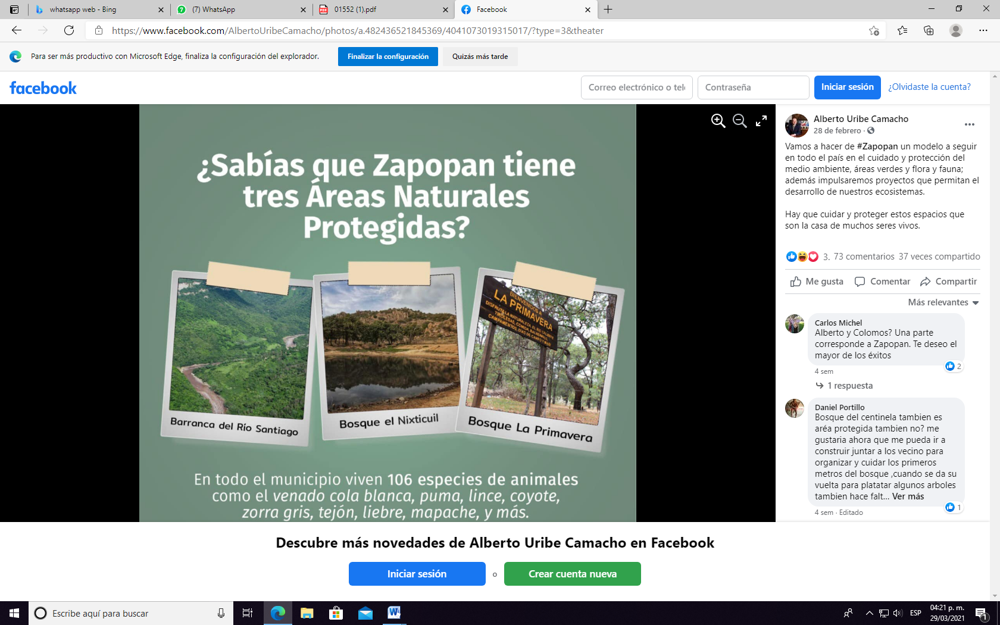 whatsapp web - Bing
(7) WhatsApp
01552 (1).pdf
Facebook
https://www.facebook.com/AlbertoUribeCamacho/photos/a.482436521845369/4041073019315017/?type=3&theater
Para ser más productivo con Microsoft Edge, finaliza la configuración del explorador.
Finalizar la configuración
Quizás más tarde
facebook
Correo electrónico o telé
Contraseña
Iniciar sesión
¿Olvidaste la cuenta?
¿Sabías que Zapopan tiene
tres Áreas Naturales
Protegidas?
BIENVENIDOS A
LA PRIMAVERA
DISFRUTA LA NATURALEZA, EL RÍO CALIENTE
TIROLESAS, COMIDA, BALNEARIOS,
CAMPAMENTOS, DÍAS DE CAMPO Y MÁS
Barranca del Río Santiago
Bosque el Nixticuil
Bosque La Primavera
En todo el municipio viven 106 especies de animales
como el venado cola blanca, puma, lince, coyote,
zorra gris, tejón, liebre, mapache, y más.
Alberto Uribe Camacho
28 de febrero ·
Vamos a hacer de #Zapopan un modelo a seguir
en todo el país en el cuidado y protección del
medio ambiente, áreas verdes y flora y fauna;
además impulsaremos proyectos que permitan el
desarrollo de nuestros ecosistemas.
Hay que cuidar y proteger estos espacios que
son la casa de muchos seres vivos.
3. 73 comentarios 37 veces compartido
Me gusta Comentar Compartir
Más relevantes
Carlos Michel
Alberto y Colomos? Una parte
corresponde a Zapopan. Te deseo el
mayor de los éxitos
2
4 sem
1 respuesta
Daniel Portillo
Bosque del centinela tambien es
aréa protegida tambien no? me
gustaria ahora que me pueda ir a
construir juntar a los vecino para
organizar y cuidar los primeros
metros del bosque ,cuando se da su
vuelta para platatar algunos arboles
tambien hace falt... Ver más
1
4 sem · Editado
Descubre más novedades de Alberto Uribe Camacho en Facebook
Iniciar sesión
o
Crear cuenta nueva
Escribe aquí para buscar
ESP
04:21 p. m.
29/03/2021
1